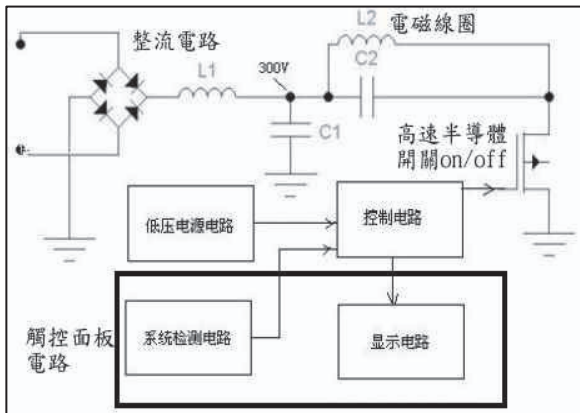 整流電路
L1
300V
C1
L2
電磁線圈
C2
高速半導體
開關on/off
低压电源电路
控制电路
系统检测电路
显示电路
觸控面板
電路